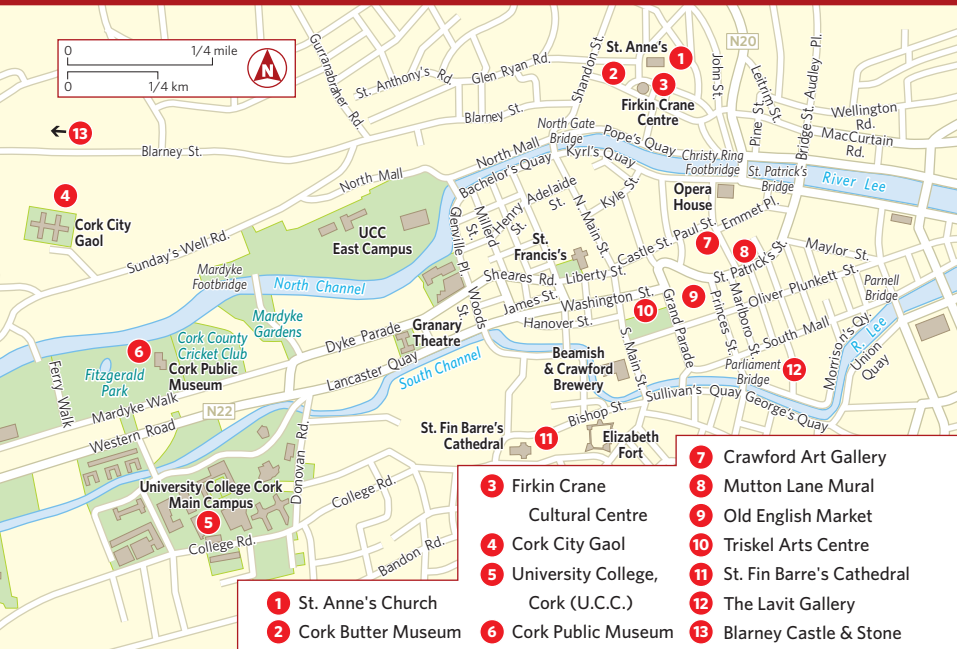 0 1/4 mile
0 1/4 km
N
Gurranabraher Rd.
St. Anthony's Rd.
Glen Ryan Rd.
Shandon St.
St. Anne's
1
2
3
Firkin Crane
Centre
John St.
N20
Leitrim St.
Pine St.
Bridge St.
Audley Pl.
Wellington
Rd.
MacCurtain
Rd.
13
Blarney St.
Blarney St.
North Gate
Bridge
Pope's Quay
Kyrl's Quay
Christy Ring
Footbridge
St. Patrick's
Bridge
River Lee
North Mall
Bachelor's Quay
North Mall
4
Cork City
Gaol
Sunday's Well Rd.
UCC
East Campus
Glenville Pl.
Millerd
St.
Henry
St.
Adelaide
St.
N. Main St.
Kyle St.
Opera
House
Emmet Pl.
Paul St.
Castle St.
7
8
St.
Francis's
Mardyke
Footbridge
North Channel
Sheares Rd.
Liberty St.
St. Patrick's St.
Maylor St.
Oliver Plunkett St.
Parnell
Bridge
Woods
St.
James St.
Washington St.
9
10
Grand Parade
Princes St.
Marlboro St.
South Mall
Hanover St.
S. Main St.
Mardyke
Gardens
Dyke Parade
Granary
Theatre
Cork County
Cricket Club
6
Cork Public
Museum
Fitzgerald
Park
Ferry Walk
Mardyke Walk
Lancaster Quay
South Channel
Beamish
& Crawford
Brewery
Parliament
Bridge
12
Morrison's Qy.
R. Lee
Union
Quay
Sullivan's Quay
George's Quay
N22
Western Road
Bishop St.
St. Fin Barre's
Cathedral
11
Elizabeth
Fort
Donovan Rd.
University College Cork
Main Campus
5
College Rd.
College Rd.
Bandon Rd.
1 St. Anne's Church
2 Cork Butter Museum
3 Firkin Crane
Cultural Centre
4 Cork City Gaol
5 University College,
Cork (U.C.C.)
6 Cork Public Museum
7 Crawford Art Gallery
8 Mutton Lane Mural
9 Old English Market
10 Triskel Arts Centre
11 St. Fin Barre's Cathedral
12 The Lavit Gallery
13 Blarney Castle & Stone